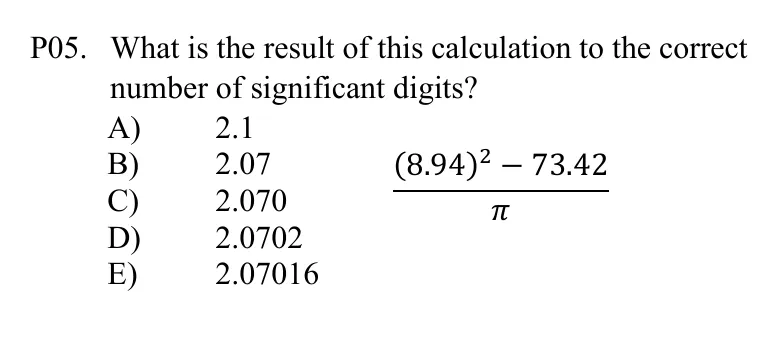 P05. What is the result of this calculation to the correct
number of significant digits?
A) 2.1
B) 2.07
C) 2.070
D) 2.0702
E) 2.07016
(8.94)² − 73.42
π